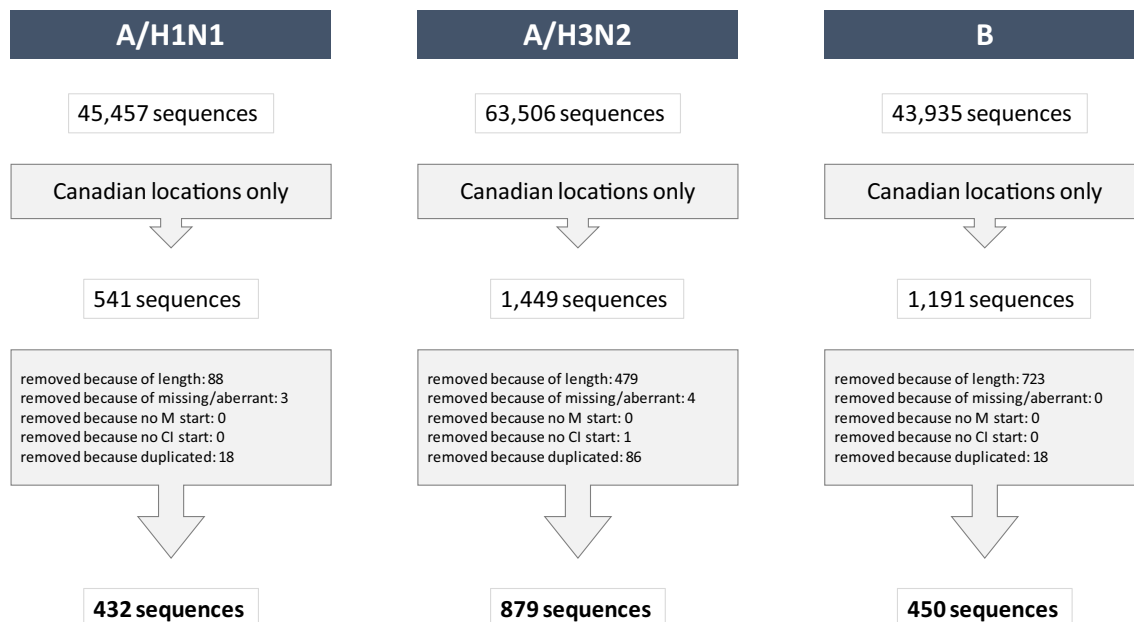 A/H1N1
45,457 sequences
Canadian locations only
541 sequences
removed because of length: 88
removed because of missing/aberrant: 3
removed because no M start: 0
removed because no CI start: 0
removed because duplicated: 18
432 sequences
A/H3N2
63,506 sequences
Canadian locations only
1,449 sequences
removed because of length: 479
removed because of missing/aberrant: 4
removed because no M start: 0
removed because no CI start: 1
removed because duplicated: 86
879 sequences
B
43,935 sequences
Canadian locations only
1,191 sequences
removed because of length: 723
removed because of missing/aberrant: 0
removed because no M start: 0
removed because no CI start: 0
removed because duplicated: 18
450 sequences